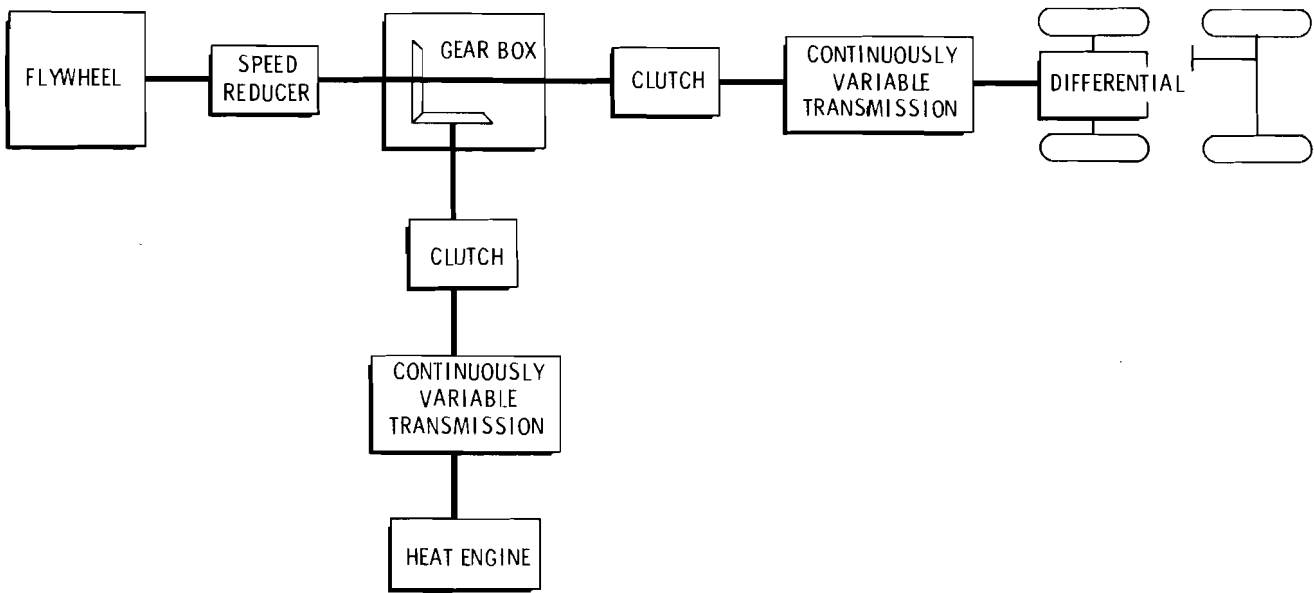 FLYWHEEL
SPEED
REDUCER
GEAR BOX
CLUTCH
CONTINUOUSLY
VARIABLE
TRANSMISSION
DIFFERENTIAL
CLUTCH
CONTINUOUSLY
VARIABLE
TRANSMISSION
HEAT ENGINE